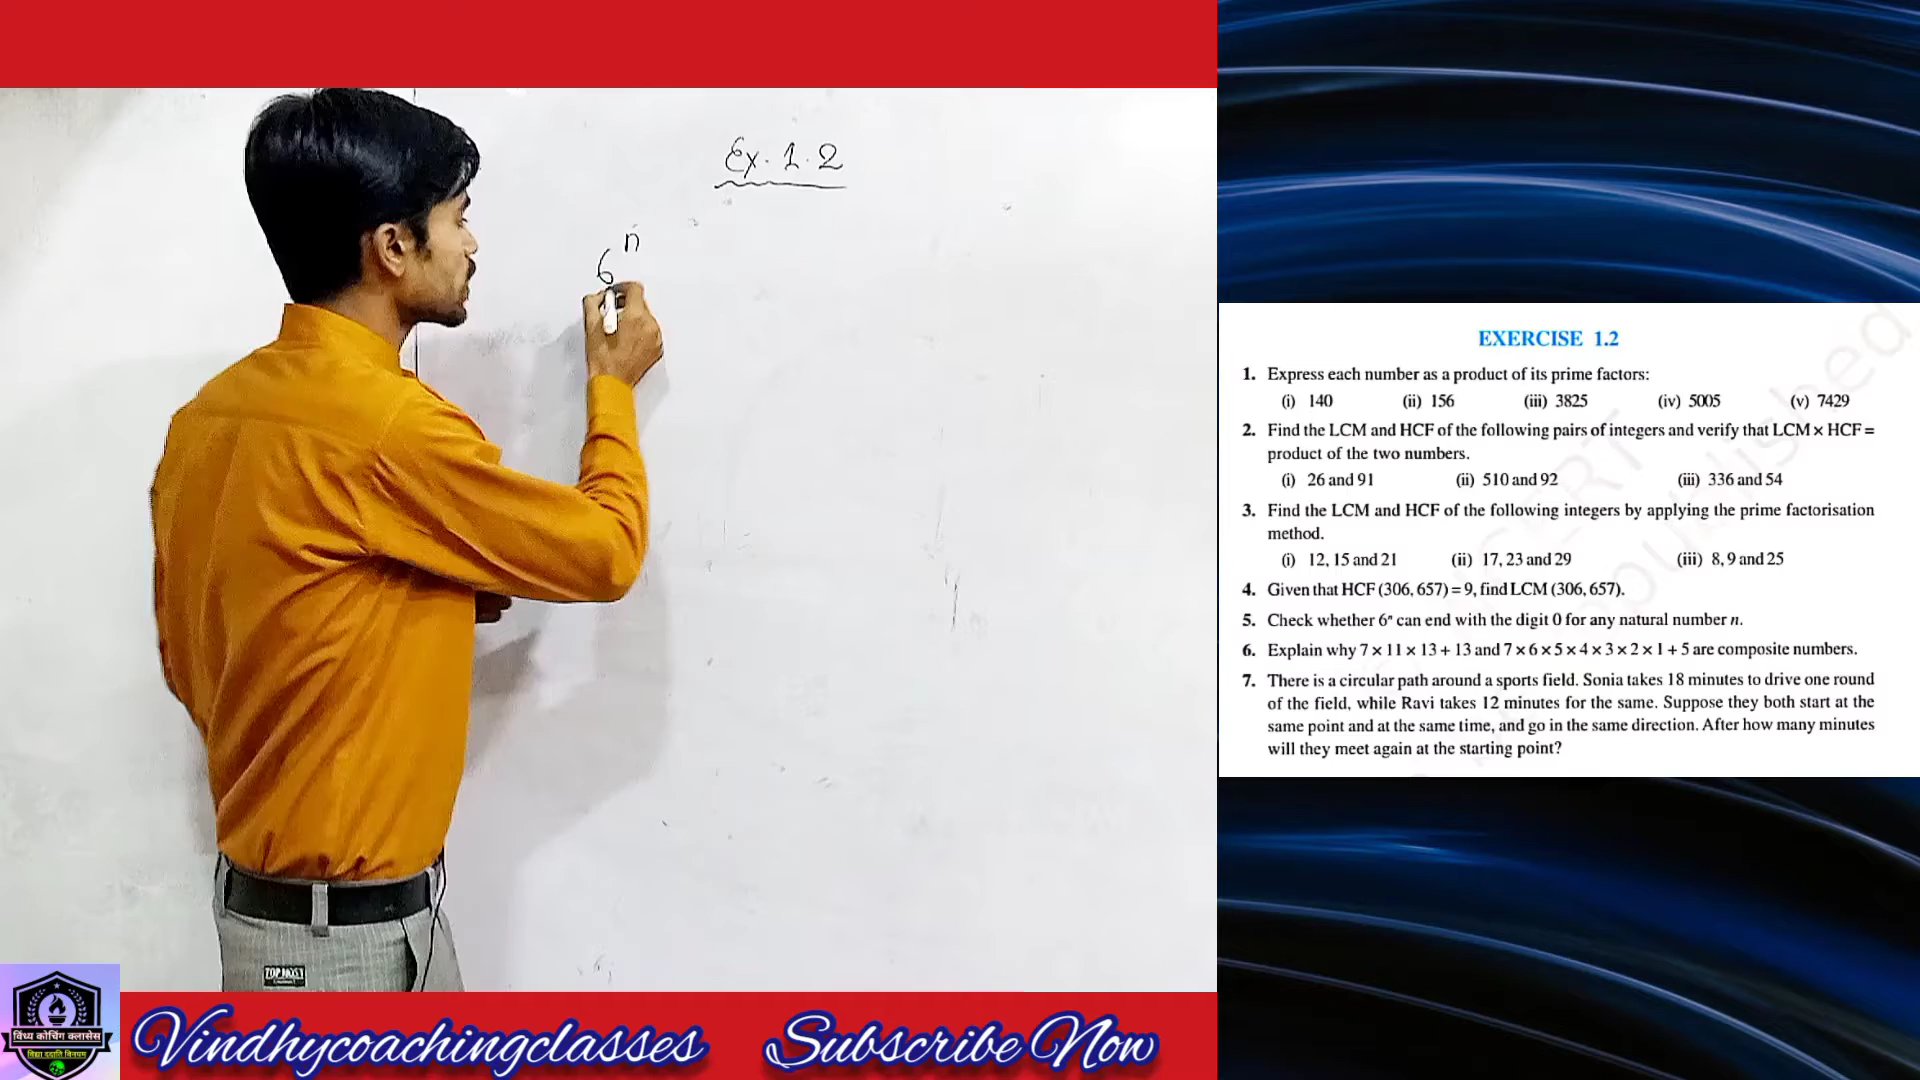 Ex. 1.2
6ⁿ
EXERCISE 1.2
1. Express each number as a product of its prime factors:
(i) 140 (ii) 156 (iii) 3825 (iv) 5005 (v) 7429
2. Find the LCM and HCF of the following pairs of integers and verify that LCM × HCF =
product of the two numbers.
(i) 26 and 91 (ii) 510 and 92 (iii) 336 and 54
3. Find the LCM and HCF of the following integers by applying the prime factorisation
method.
(i) 12, 15 and 21 (ii) 17, 23 and 29 (iii) 8, 9 and 25
4. Given that HCF (306, 657) = 9, find LCM (306, 657).
5. Check whether 6ⁿ can end with the digit 0 for any natural number n.
6. Explain why 7 × 11 × 13 + 13 and 7 × 6 × 5 × 4 × 3 × 2 × 1 + 5 are composite numbers.
7. There is a circular path around a sports field. Sonia takes 18 minutes to drive one round
of the field, while Ravi takes 12 minutes for the same. Suppose they both start at the
same point and at the same time, and go in the same direction. After how many minutes
will they meet again at the starting point?
TOP MOST
विंध्य कोचिंग क्लासेस
विद्या ददाति विनयम
Vindhycoachingclasses Subscribe Now